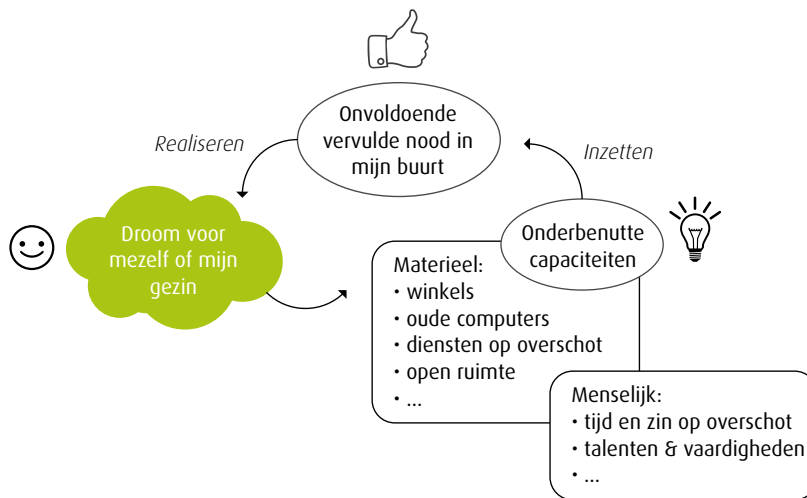 Onvoldoende
vervulde nood in
mijn buurt
Realiseren
Inzetten
Droom voor
mezelf of mijn
gezin
Onderbenutte
capaciteiten
Materieel:
• winkels
• oude computers
• diensten op overschot
• open ruimte
• ...
Menselijk:
• tijd en zin op overschot
• talenten & vaardigheden
• ...